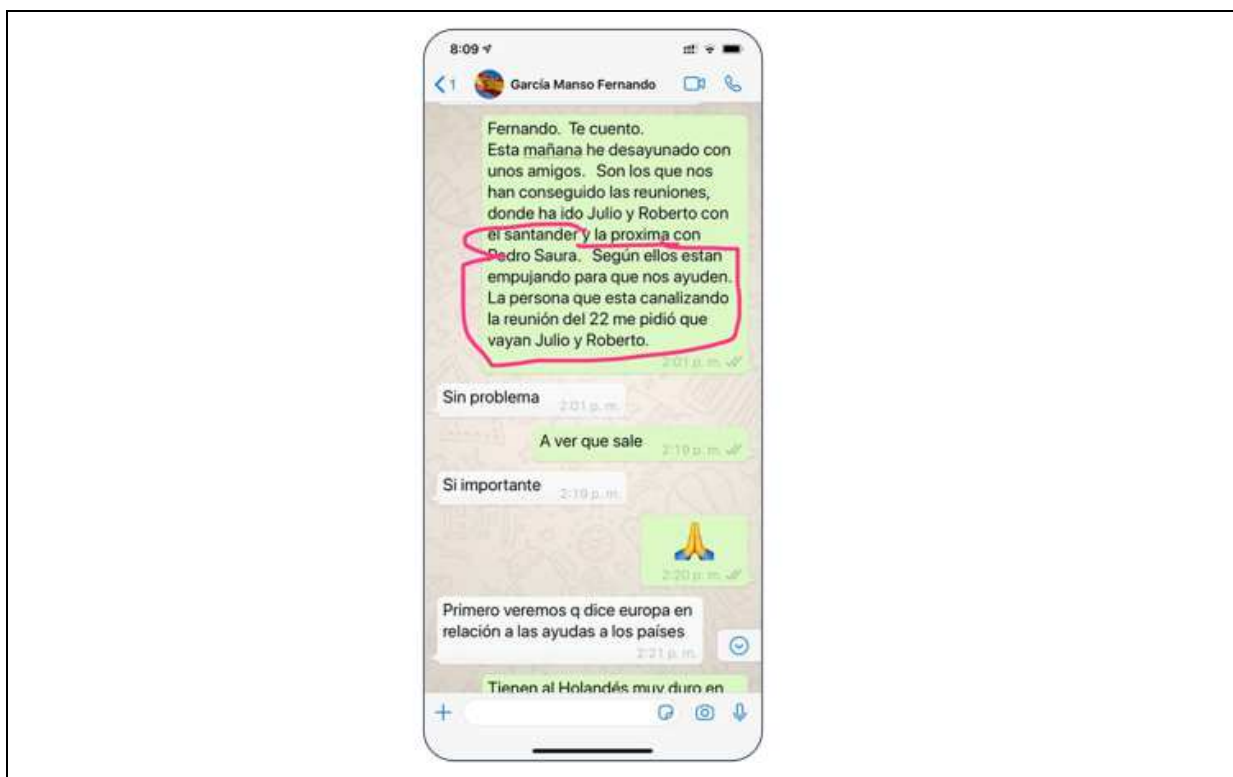 8:09
1 García Manso Fernando
Fernando. Te cuento.
Esta mañana he desayunado con
unos amigos. Son los que nos
han conseguido las reuniones,
donde ha ido Julio y Roberto con
el santander y la proxima con
Pedro Saura. Según ellos estan
empujando para que nos ayuden.
La persona que esta canalizando
la reunión del 22 me pidió que
vayan Julio y Roberto.
2:01 p. m.
Sin problema
2:01 p. m.
A ver que sale
2:19 p. m.
Si importante
2:19 p. m.
2:20 p. m.
Primero veremos q dice europa en
relación a las ayudas a los países
2:21 p. m.
Tienen al Holandés muy duro en